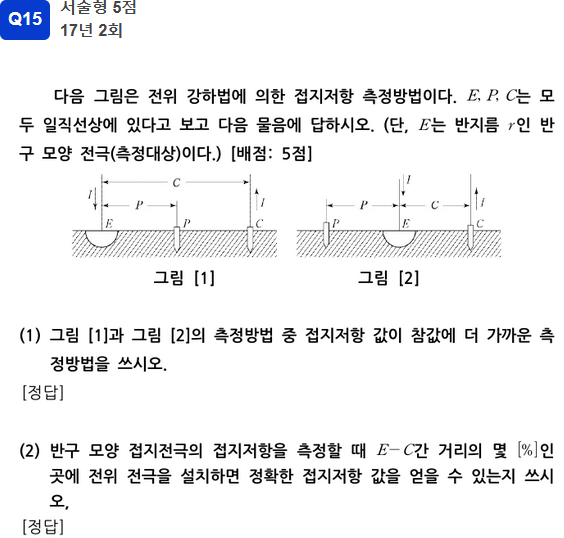 Q15
서술형 5점
17년 2회
다음 그림은 전위 강하법에 의한 접지저항 측정방법이다. E, P, C는 모
두 일직선상에 있다고 보고 다음 물음에 답하시오. (단, E는 반지름 r인 반
구 모양 전극(측정대상)이다.) [배점: 5점]
C
I
P
I
E
P
C
I
P
C
I
P
E
C
그림 [1]
그림 [2]
(1) 그림 [1]과 그림 [2]의 측정방법 중 접지저항 값이 참값에 더 가까운 측
정방법을 쓰시오.
[정답]
(2) 반구 모양 접지전극의 접지저항을 측정할 때 E-C간 거리의 몇 [%]인
곳에 전위 전극을 설치하면 정확한 접지저항 값을 얻을 수 있는지 쓰시
오,
[정답]